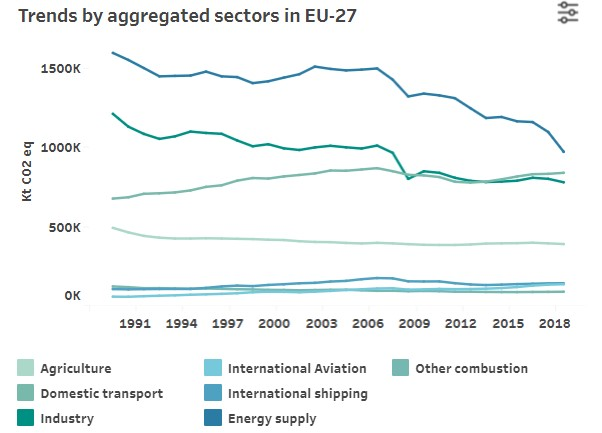 Trends by aggregated sectors in EU-27
Kt CO2 eq
1500K
1000K
500K
0K
1991 1994 1997 2000 2003 2006 2009 2012 2015 2018
Agriculture International Aviation Other combustion
Domestic transport International shipping
Industry Energy supply